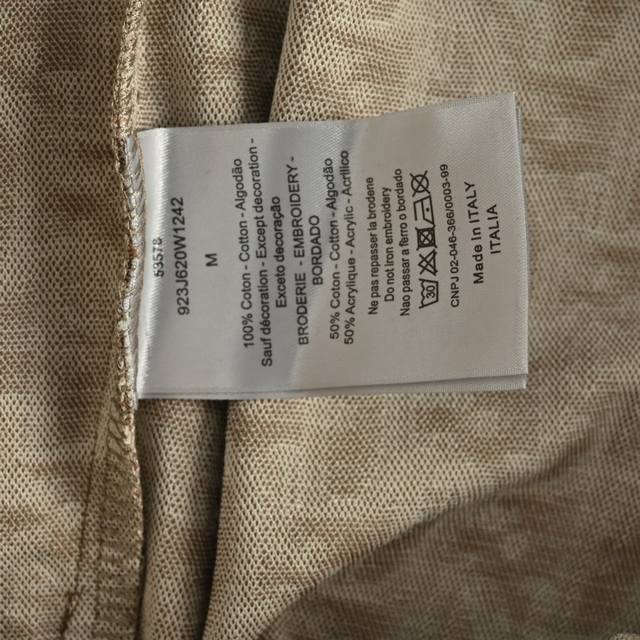 53578
923J620W1242
M
100% Coton - Cotton - Algodão
Sauf décoration - Except decoration -
Exceto decoração
BRODERIE - EMBROIDERY -
BORDADO
50% Coton - Cotton - Algodão
50% Acrylique - Acrylic - Acrílico
Ne pas repasser la broderie
Do not iron embroidery
Nao passar a ferro o bordado
30
CNPJ 02-046-366/0003-99
Made in ITALY
ITALIA